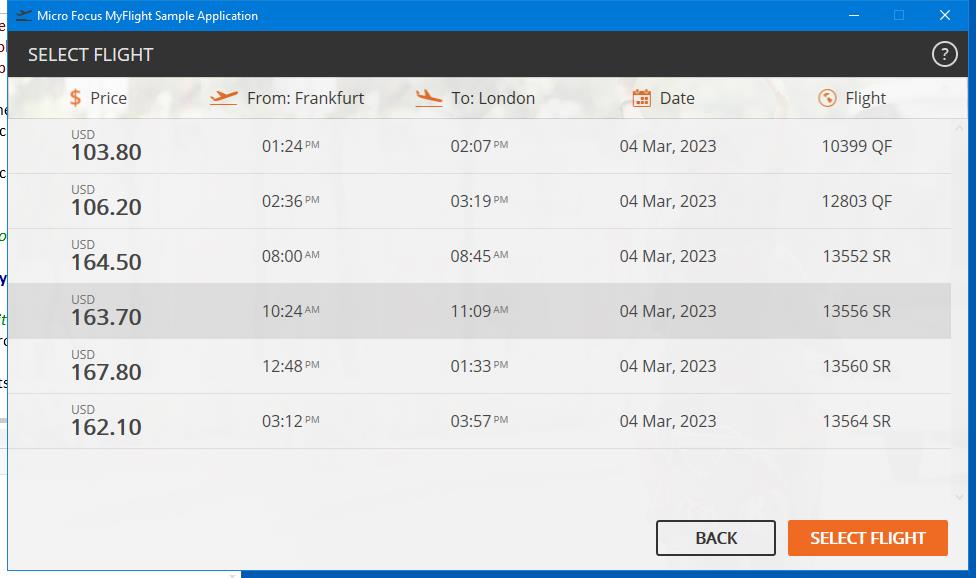 Micro Focus MyFlight Sample Application
SELECT FLIGHT ?
$ Price From: Frankfurt To: London Date Flight
USD
103.80 01:24 PM 02:07 PM 04 Mar, 2023 10399 QF
USD
106.20 02:36 PM 03:19 PM 04 Mar, 2023 12803 QF
USD
164.50 08:00 AM 08:45 AM 04 Mar, 2023 13552 SR
USD
163.70 10:24 AM 11:09 AM 04 Mar, 2023 13556 SR
USD
167.80 12:48 PM 01:33 PM 04 Mar, 2023 13560 SR
USD
162.10 03:12 PM 03:57 PM 04 Mar, 2023 13564 SR
BACK SELECT FLIGHT